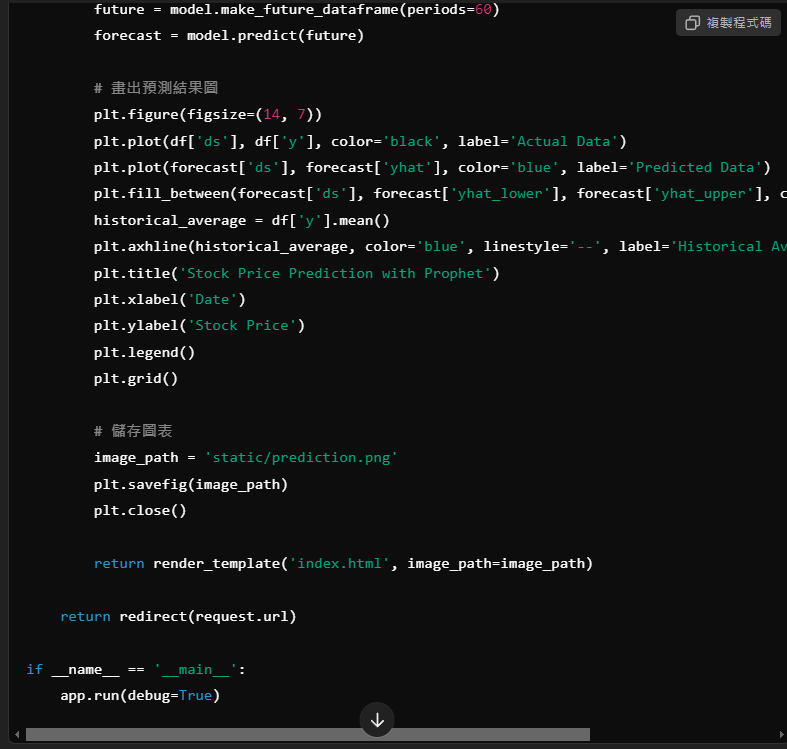 future = model.make_future_dataframe(periods=60)
複製程式碼
forecast = model.predict(future)
# 畫出預測結果圖
plt.figure(figsize=(14, 7))
plt.plot(df['ds'], df['y'], color='black', label='Actual Data')
plt.plot(forecast['ds'], forecast['yhat'], color='blue', label='Predicted Data')
plt.fill_between(forecast['ds'], forecast['yhat_lower'], forecast['yhat_upper'], c
historical_average = df['y'].mean()
plt.axhline(historical_average, color='blue', linestyle='--', label='Historical Av
plt.title('Stock Price Prediction with Prophet')
plt.xlabel('Date')
plt.ylabel('Stock Price')
plt.legend()
plt.grid()
# 儲存圖表
image_path = 'static/prediction.png'
plt.savefig(image_path)
plt.close()
return render_template('index.html', image_path=image_path)
return redirect(request.url)
if __name__ == '__main__':
app.run(debug=True)